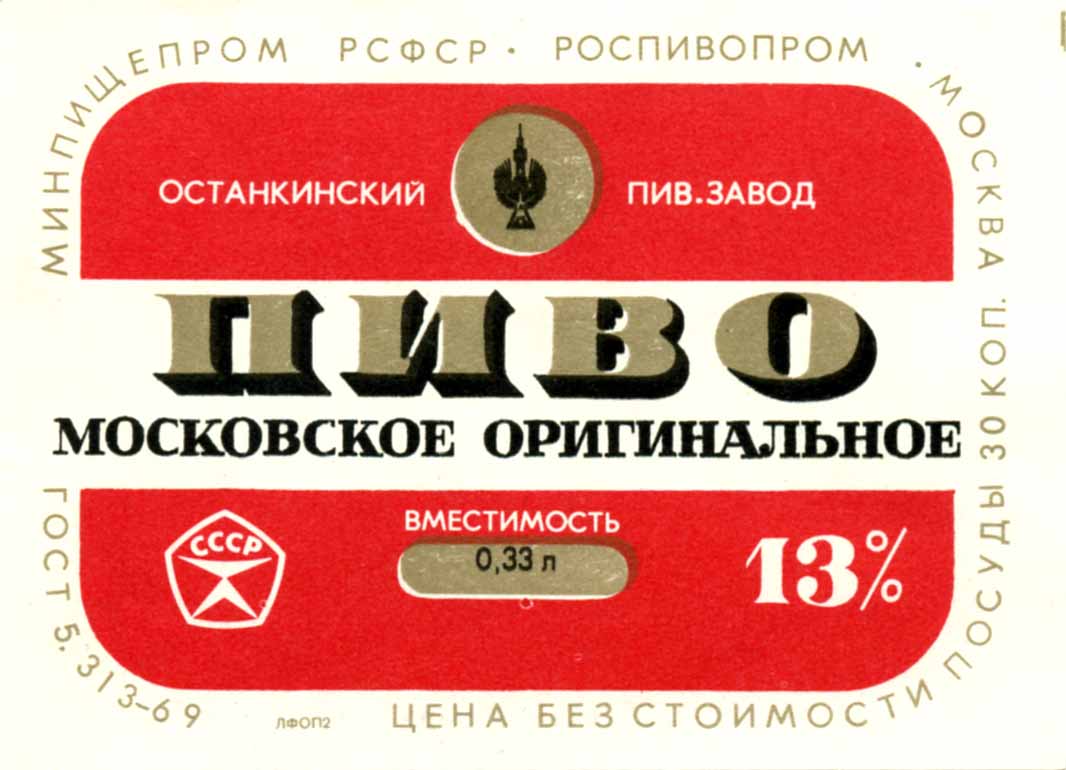 МИНПИЩЕПРОМ РСФСР · РОСПИВОПРОМ · МОСКВА
ОСТАНКИНСКИЙ ПИВ.ЗАВОД
ПИВО
МОСКОВСКОЕ ОРИГИНАЛЬНОЕ
СССР
ВМЕСТИМОСТЬ
0,33 л
13%
ГОСТ 5.313-69
ЛФОП2
ЦЕНА БЕЗ СТОИМОСТИ ПОСУДЫ 30 КОП.